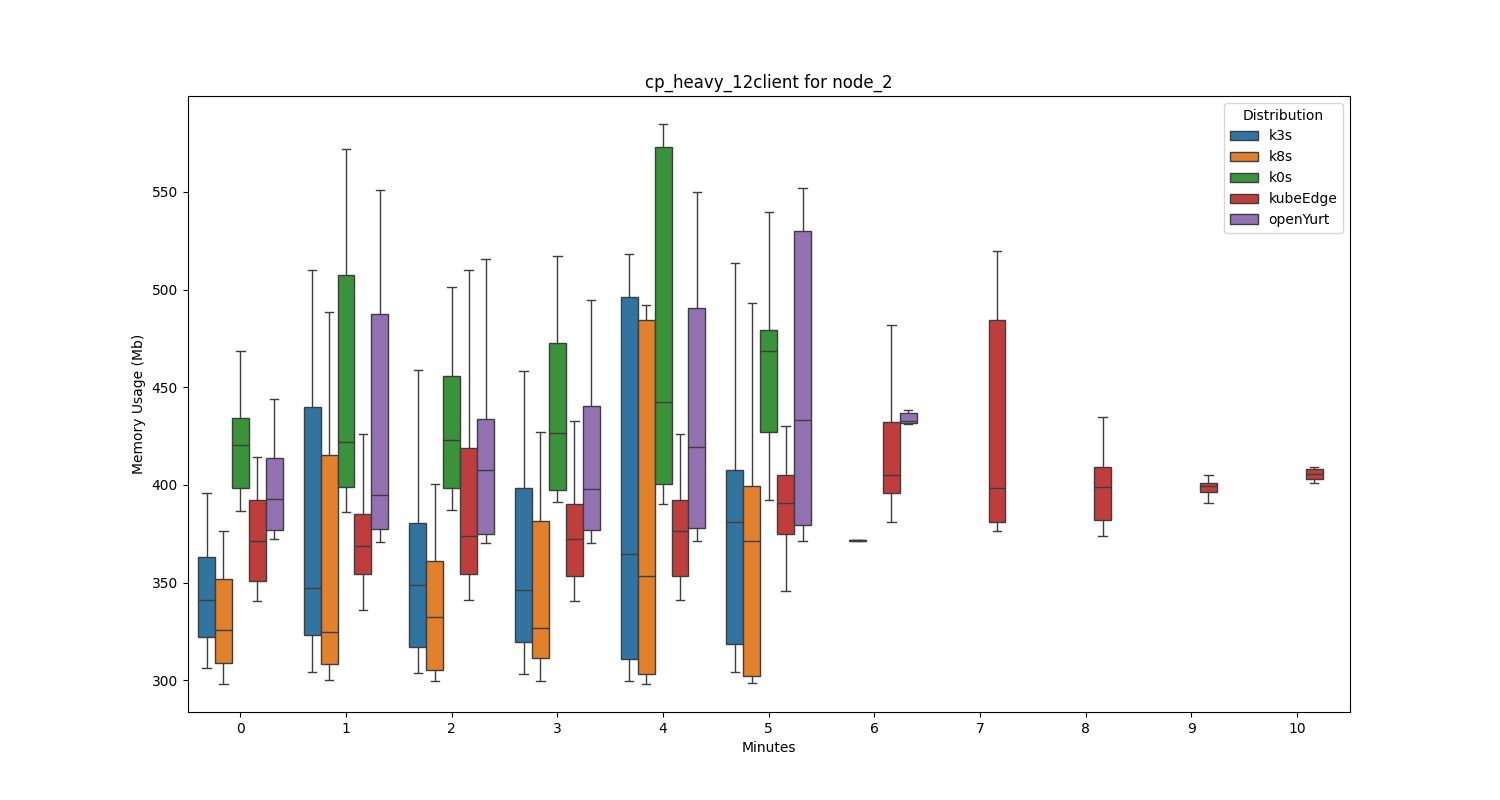 cp_heavy_12client for node_2
Distribution
k3s
k8s
k0s
kubeEdge
openYurt
Memory Usage (Mb)
550
500
450
400
350
300
0 1 2 3 4 5 6 7 8 9 10
Minutes